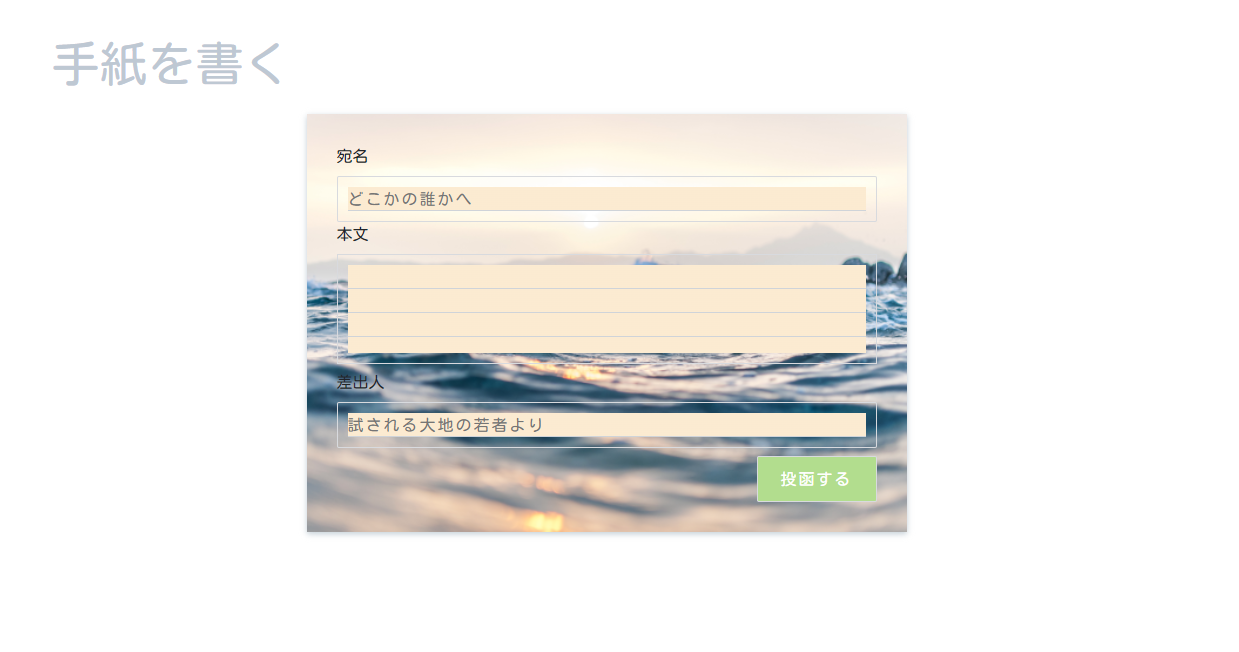 手紙を書く
宛名
どこかの誰かへ
本文
差出人
試される大地の若者より
投函する